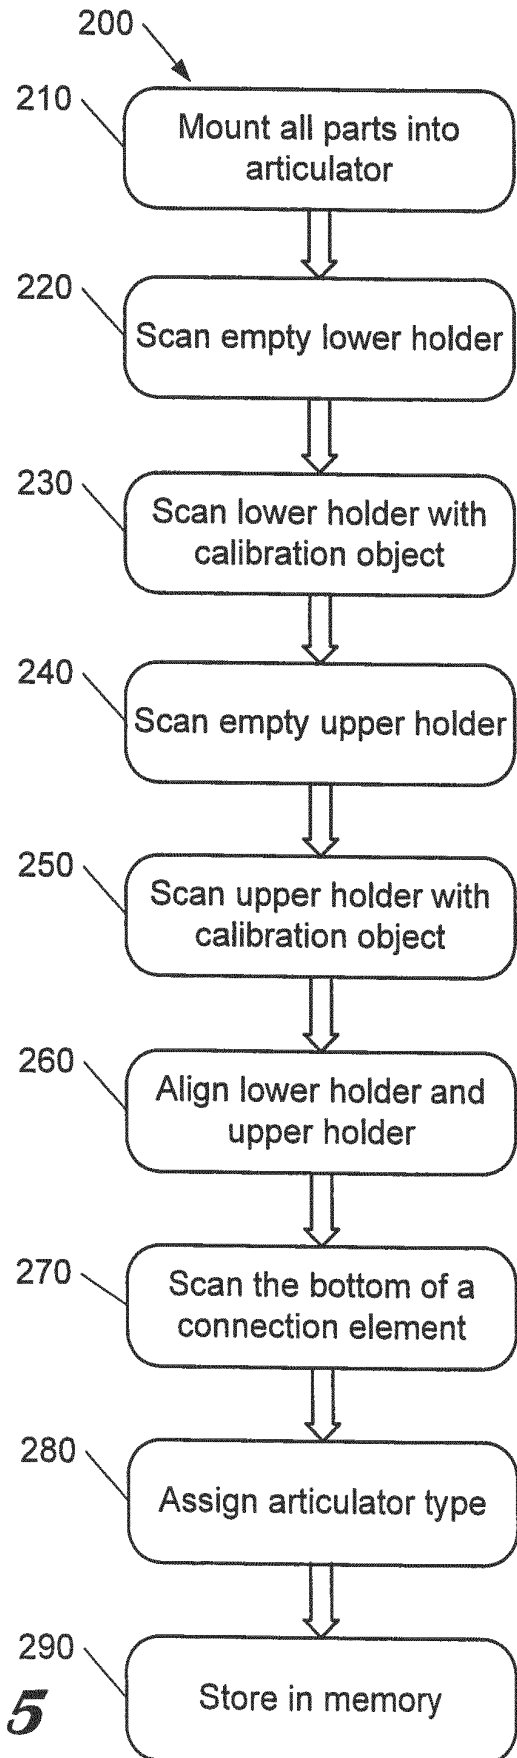 200
210
Mount all parts into
articulator
220
Scan empty lower holder
230
Scan lower holder with
calibration object
240
Scan empty upper holder
250
Scan upper holder with
calibration object
260
Align lower holder and
upper holder
270
Scan the bottom of a
connection element
280
Assign articulator type
290
Store in memory
5